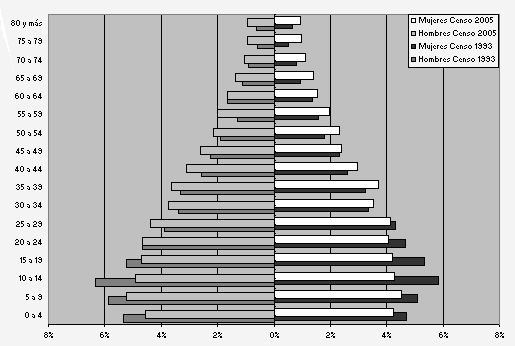 80 y más
75 a 79
70 a 74
65 a 69
60 a 64
55 a 59
50 a 54
45 a 49
40 a 44
35 a 39
30 a 34
25 a 29
20 a 24
15 a 19
10 a 14
5 a 9
0 a 4
Mujeres Censo 2005
Hombres Censo 2005
Mujeres Censo 1993
Hombres Censo 1993
8% 6% 4% 2% 0% 2% 4% 6% 8%